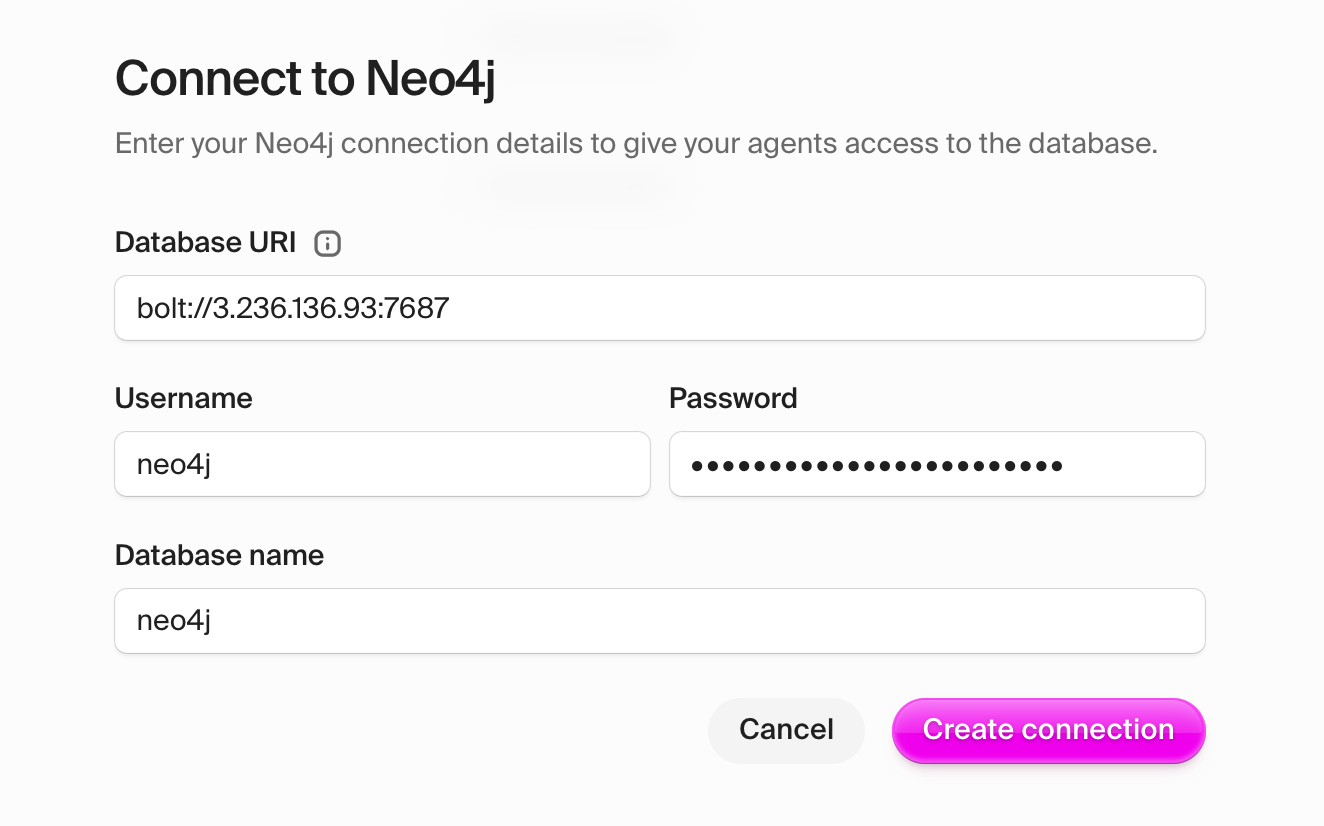 Connect to Neo4j
Enter your Neo4j connection details to give your agents access to the database.
Database URI
bolt://3.236.136.93:7687
Username
Password
neo4j
••••••••••••••••••••••••
Database name
neo4j
Cancel
Create connection